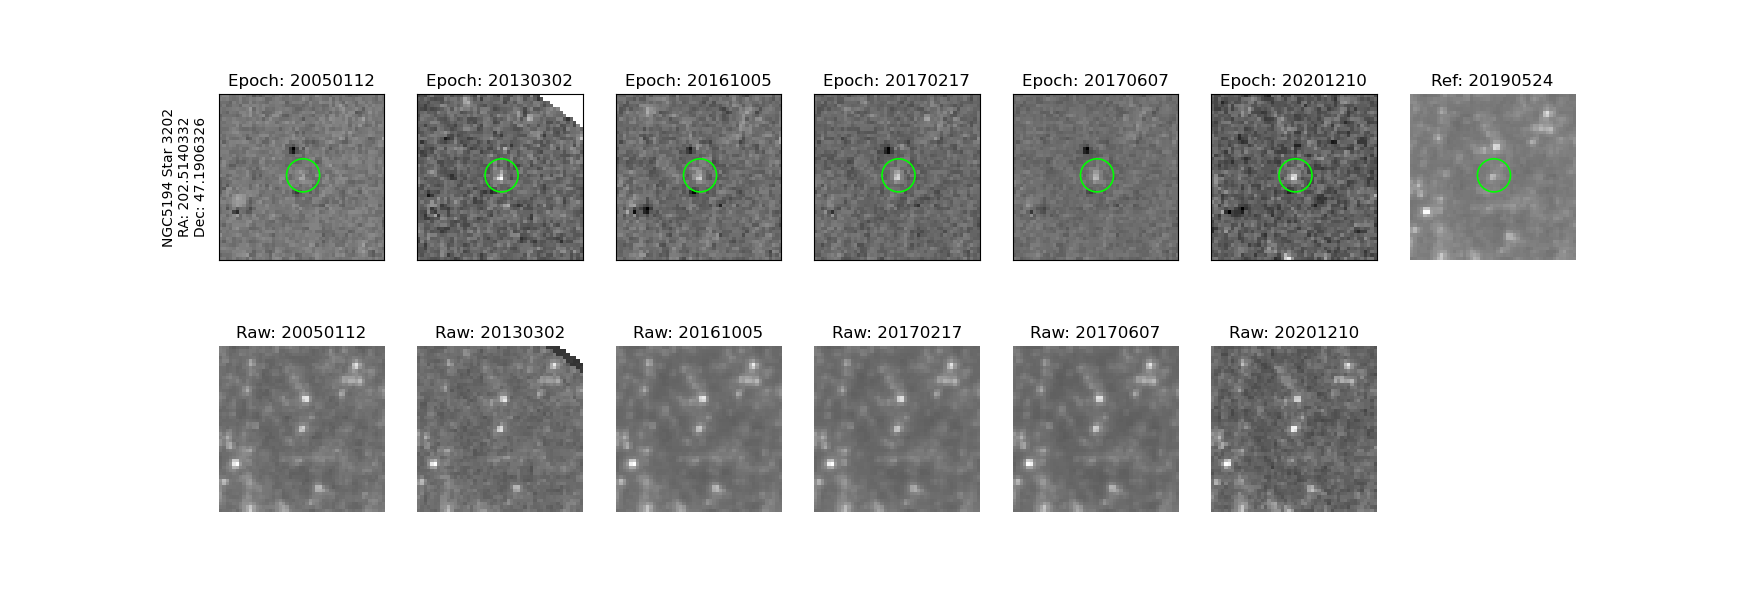 Epoch: 20050112
Epoch: 20130302
Epoch: 20161005
Epoch: 20170217
Epoch: 20170607
Epoch: 20201210
Ref: 20190524
NGC5194 Star 3202
RA: 202.5140332
Dec: 47.1906326
Raw: 20050112
Raw: 20130302
Raw: 20161005
Raw: 20170217
Raw: 20170607
Raw: 20201210